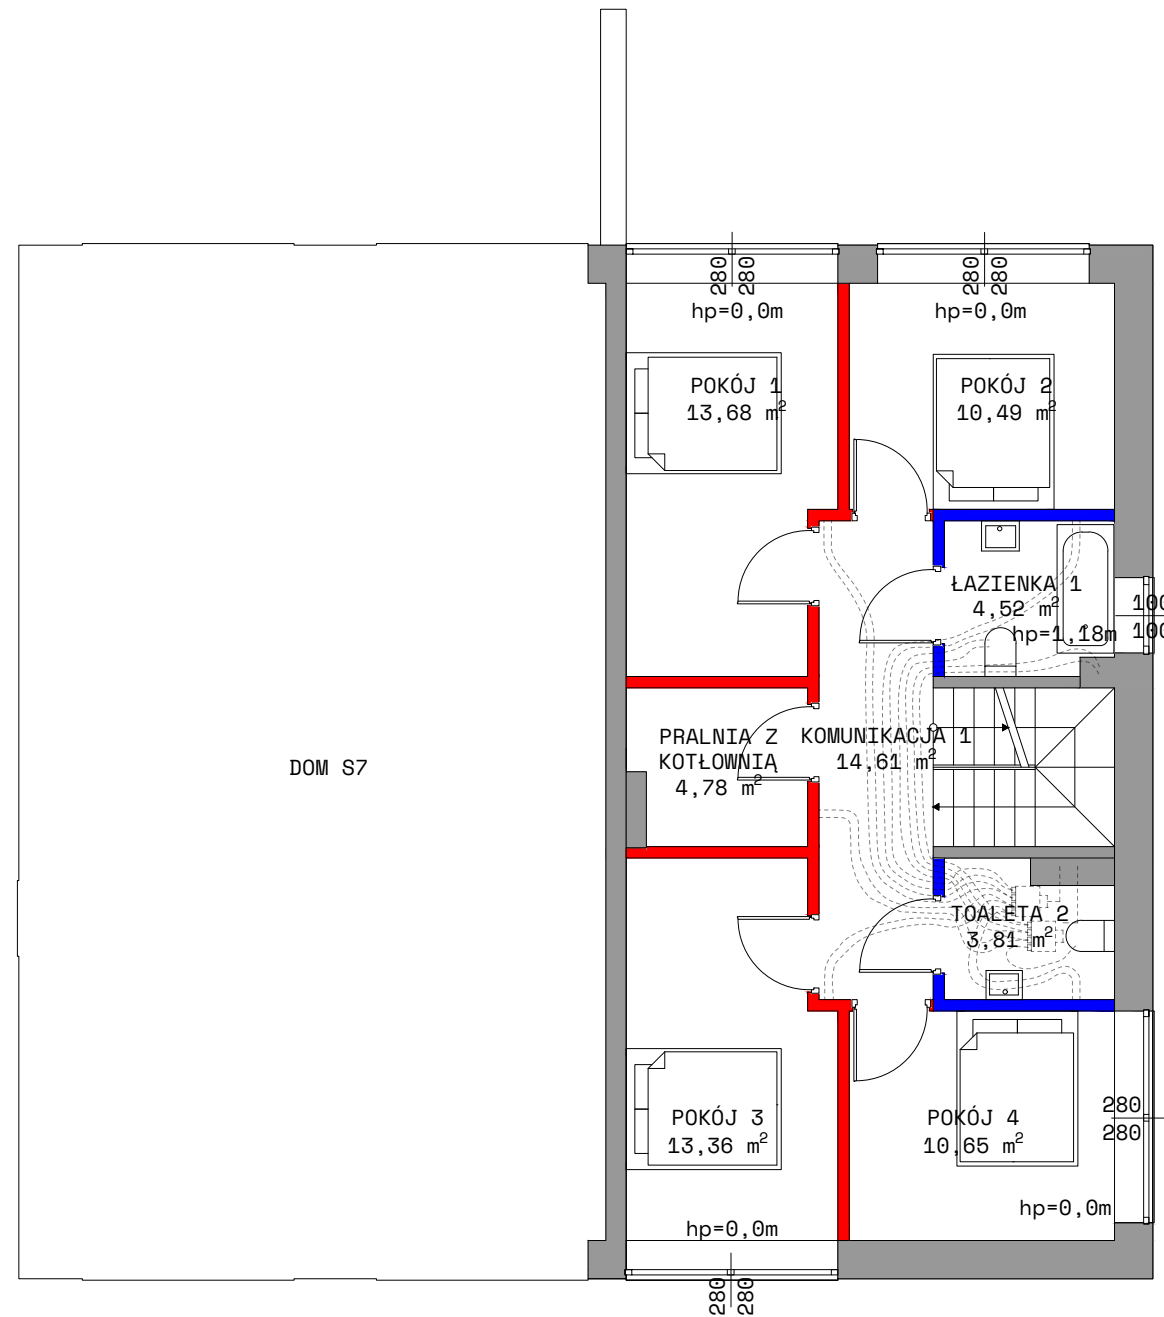 280
280
280
280
hp=0,0m
hp=0,0m
POKÓJ 1
13,68 m²
POKÓJ 2
10,49 m²
ŁAZIENKA 1
4,52 m²
hp=1,18m
100
100
PRALNIA Z
KOTŁOWNIĄ
4,78 m²
KOMUNIKACJA 1
14,61 m²
DOM S7
TOALETA 2
3,81 m²
POKÓJ 3
13,36 m²
POKÓJ 4
10,65 m²
280
280
hp=0,0m
hp=0,0m
280
280